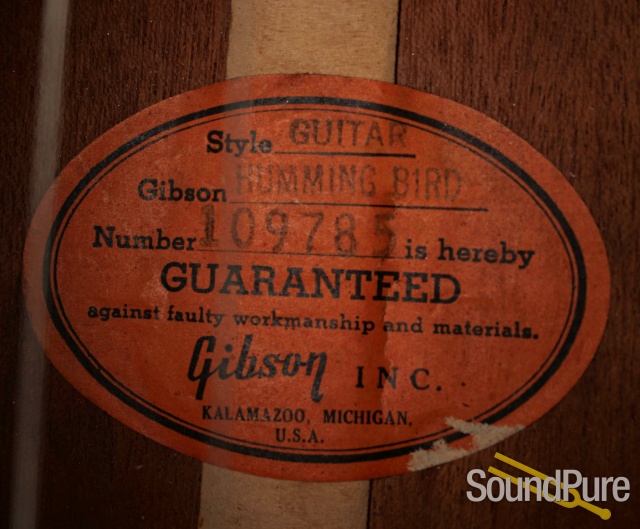 Style GUITAR
Gibson HUMMING BIRD
Number 109785 is hereby
GUARANTEED
against faulty workmanship and materials.
Gibson INC.
KALAMAZOO, MICHIGAN,
U.S.A.
SoundPure